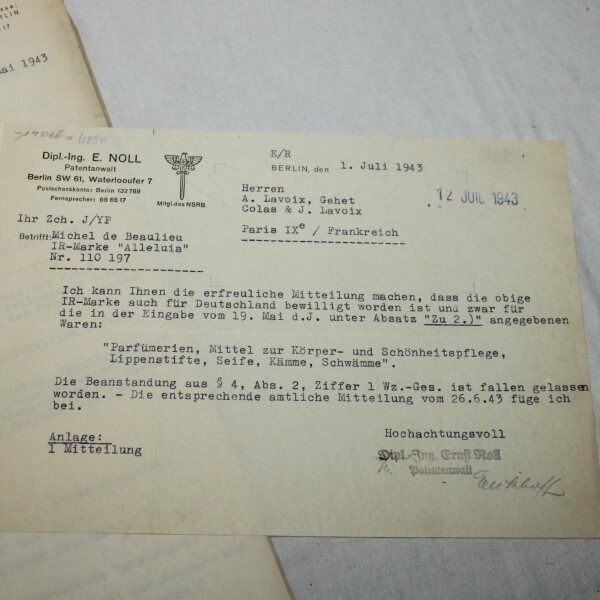 BERLIN
17
Mai 1943
Dipl.-Ing. E. NOLL
Patentanwalt
Berlin SW 61, Waterlooufer 7
Postscheckkonto: Berlin 132 789
Fernsprecher: 66 65 17
Mitgl.des NSRB.
E/R
BERLIN, den 1. Juli 1943
Herren
A. Lavoix, Gehet
Colas & J. Lavoix
Paris IXe / Frankreich
12 JUIL 1943
Ihr Zch. J/YP
Betrifft: Michel de Beaulieu
IR-Marke "Alleluia"
Nr. 110 197
Ich kann Ihnen die erfreuliche Mitteilung machen, dass die obige
IR-Marke auch für Deutschland bewilligt worden ist und zwar für
die in der Eingabe vom 19. Mai d.J. unter Absatz "Zu 2.)" angegebenen
Waren:
"Parfümerien, Mittel zur Körper- und Schönheitspflege,
Lippenstifte, Seife, Kämme, Schwämme".
Die Beanstandung aus § 4, Abs. 2, Ziffer 1 Wz.-Ges. ist fallen gelassen
worden. - Die entsprechende amtliche Mitteilung vom 26.6.43 füge ich
bei.
Anlage:
1 Mitteilung
Hochachtungsvoll
Dipl.-Ing. Ernst Noll
Patentanwalt